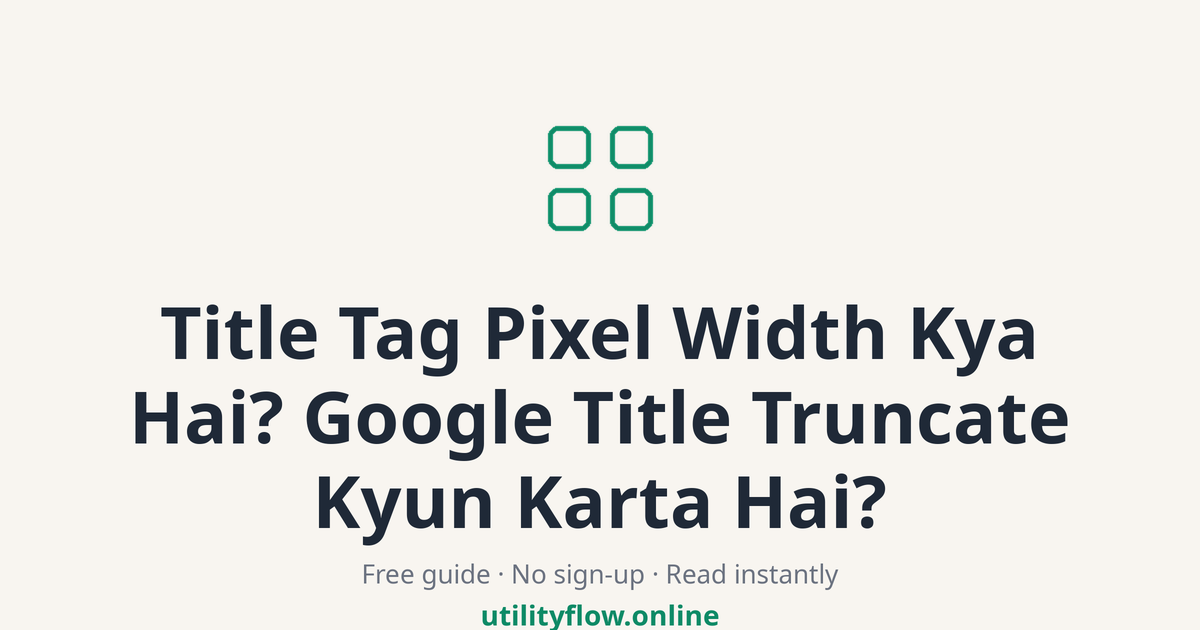 Title Tag Pixel Width Kya
Hai? Google Title Truncate
Kyun Karta Hai?
Free guide · No sign-up · Read instantly
utilityflow.online